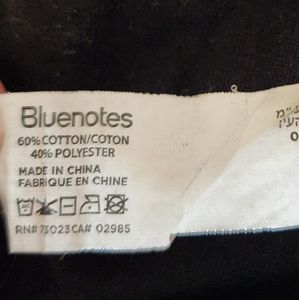 Bluenotes
60% COTTON/COTON
40% POLYESTER
MADE IN CHINA
FABRIQUE EN CHINE
RN# 73023 CA# 02985